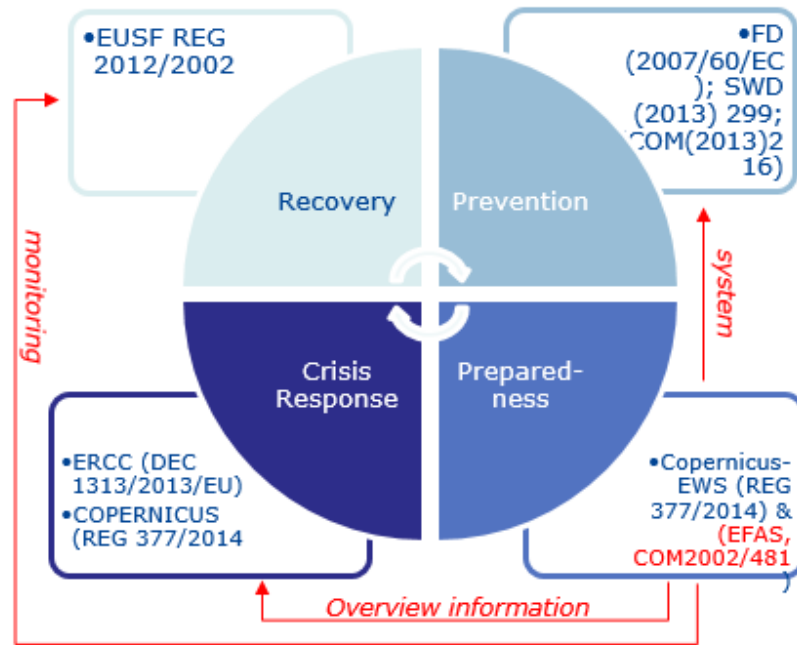 •EUSF REG
2012/2002
•FD
(2007/60/EC
); SWD
(2013) 299;
COM(2013)2
16)
Recovery
Prevention
monitoring
system
Crisis
Response
Prepared-
ness
•ERCC (DEC
1313/2013/EU)
•COPERNICUS
(REG 377/2014
•Copernicus-
EWS (REG
377/2014) &
(EFAS,
COM2002/481
)
Overview information